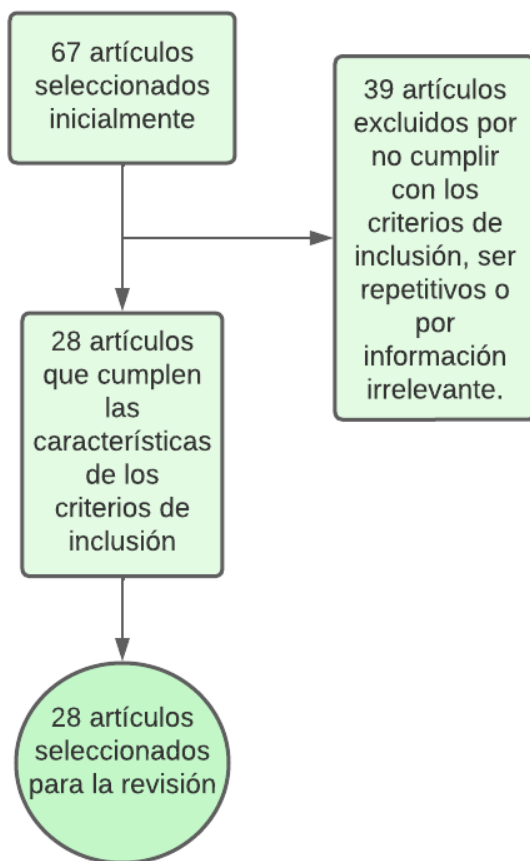 67 artículos
seleccionados
inicialmente
39 artículos
excluidos por
no cumplir
con los
criterios de
inclusión, ser
repetitivos o
por
información
irrelevante.
28 artículos
que cumplen
las
característícas
de los
criterios de
inclusión
28 artículos
seleccionados
para la revisión